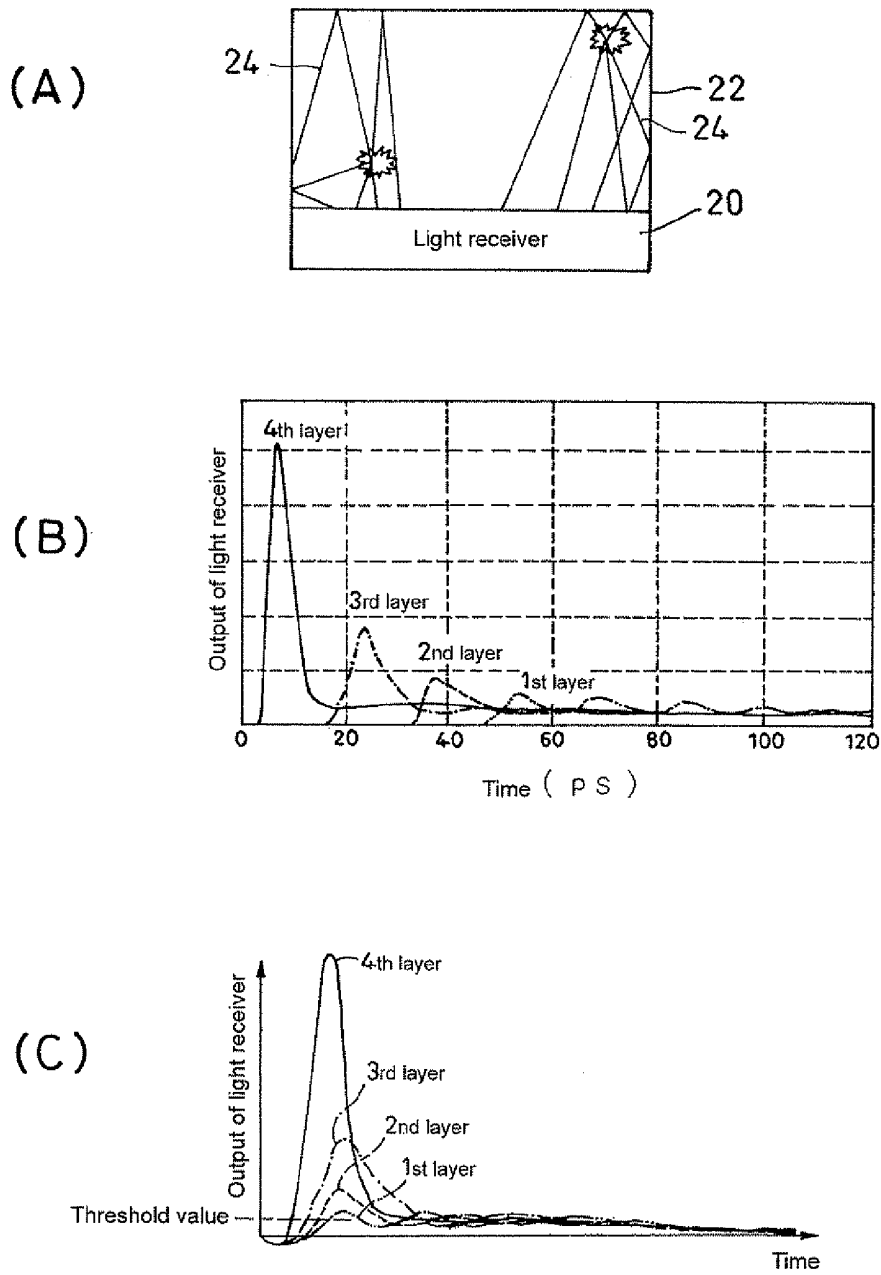 (A)
24
22
24
20
Light receiver
(B)
Output of light receiver
4th layer
3rd layer
2nd layer
1st layer
0 20 40 60 80 100 120
Time ( pS )
(C)
Output of light receiver
4th layer
3rd layer
2nd layer
1st layer
Threshold value
Time